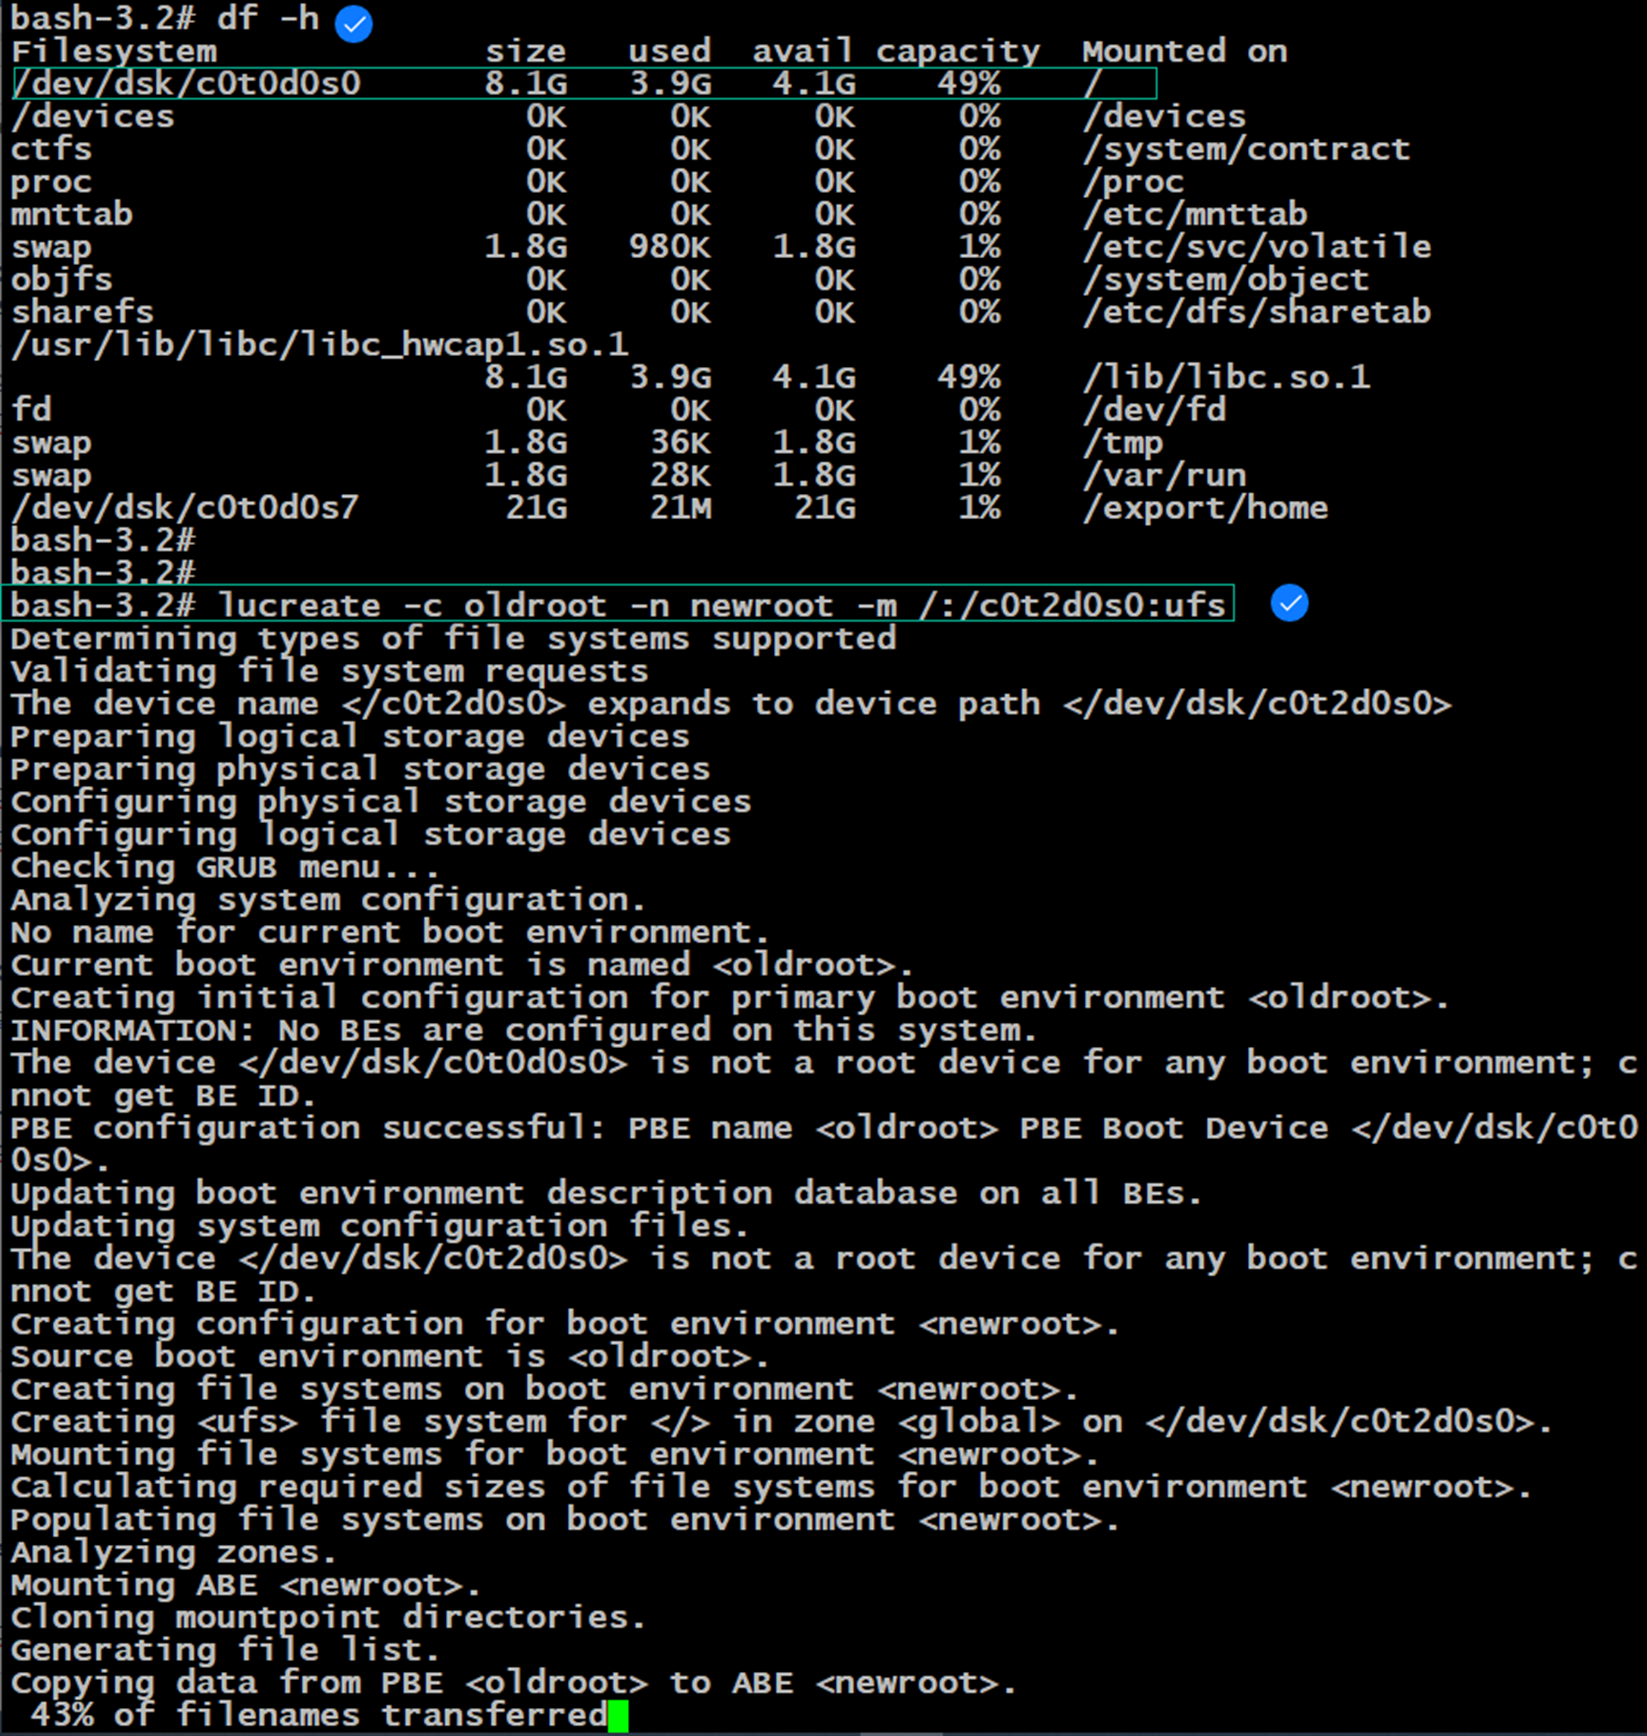 bash-3.2# df -h
Filesystem size used avail capacity Mounted on
/dev/dsk/c0t0d0s0 8.1G 3.9G 4.1G 49% /
/devices 0K 0K 0K 0% /devices
ctfs 0K 0K 0K 0% /system/contract
proc 0K 0K 0K 0% /proc
mnttab 0K 0K 0K 0% /etc/mnttab
swap 1.8G 980K 1.8G 1% /etc/svc/volatile
objfs 0K 0K 0K 0% /system/object
sharefs 0K 0K 0K 0% /etc/dfs/sharetab
/usr/lib/libc/libc_hwcap1.so.1
8.1G 3.9G 4.1G 49% /lib/libc.so.1
fd 0K 0K 0K 0% /dev/fd
swap 1.8G 36K 1.8G 1% /tmp
swap 1.8G 28K 1.8G 1% /var/run
/dev/dsk/c0t0d0s7 21G 21M 21G 1% /export/home
bash-3.2#
bash-3.2#
bash-3.2# lucreate -c oldroot -n newroot -m /:/c0t2d0s0:ufs
Determining types of file systems supported
Validating file system requests
The device name </c0t2d0s0> expands to device path </dev/dsk/c0t2d0s0>
Preparing logical storage devices
Preparing physical storage devices
Configuring physical storage devices
Configuring logical storage devices
Checking GRUB menu...
Analyzing system configuration.
No name for current boot environment.
Current boot environment is named <oldroot>.
Creating initial configuration for primary boot environment <oldroot>.
INFORMATION: No BEs are configured on this system.
The device </dev/dsk/c0t0d0s0> is not a root device for any boot environment; c
nnot get BE ID.
PBE configuration successful: PBE name <oldroot> PBE Boot Device </dev/dsk/c0t0
0s0>.
Updating boot environment description database on all BEs.
Updating system configuration files.
The device </dev/dsk/c0t2d0s0> is not a root device for any boot environment; c
nnot get BE ID.
Creating configuration for boot environment <newroot>.
Source boot environment is <oldroot>.
Creating file systems on boot environment <newroot>.
Creating <ufs> file system for </> in zone <global> on </dev/dsk/c0t2d0s0>.
Mounting file systems for boot environment <newroot>.
Calculating required sizes of file systems for boot environment <newroot>.
Populating file systems on boot environment <newroot>.
Analyzing zones.
Mounting ABE <newroot>.
Cloning mountpoint directories.
Generating file list.
Copying data from PBE <oldroot> to ABE <newroot>.
43% of filenames transferred